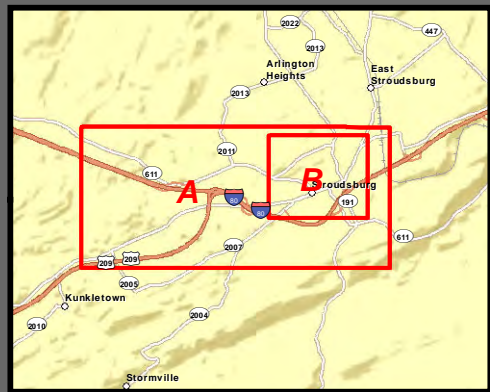 2022
447
2013
Arlington
Heights
East
Stroudsburg
2013
2011
611
A
B
80
80
Stroudsburg
191
611
2007
209
209
2005
Kunkletown
2010
2004
Stormville